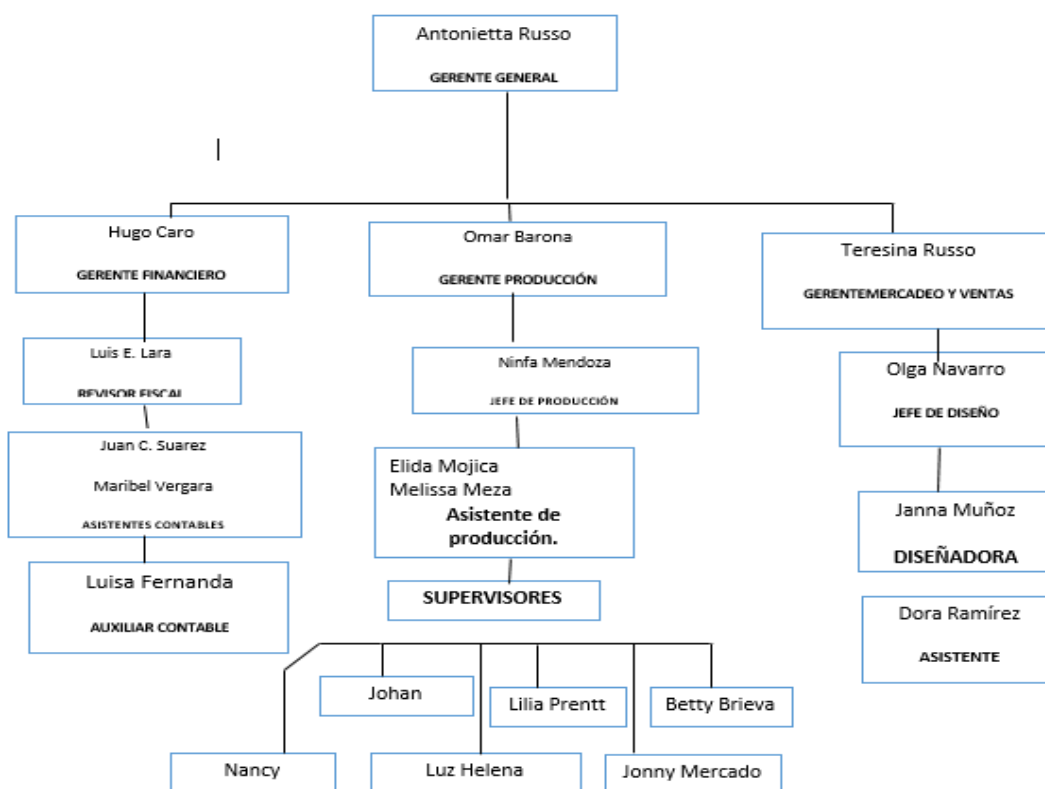 Antonietta Russo
GERENTE GENERAL
Hugo Caro
GERENTE FINANCIERO
Omar Barona
GERENTE PRODUCCIÓN
Teresina Russo
GERENTEMERCADEO Y VENTAS
Luis E. Lara
REVISOR FISCAL
Ninfa Mendoza
JEFE DE PRODUCCIÓN
Olga Navarro
JEFE DE DISEÑO
Juan C. Suarez
Maribel Vergara
ASISTENTES CONTABLES
Elida Mojica
Melissa Meza
Asistente de
producción.
Janna Muñoz
DISEÑADORA
Luisa Fernanda
AUXILIAR CONTABLE
SUPERVISORES
Dora Ramírez
ASISTENTE
Johan
Lilia Prentt
Betty Brieva
Nancy
Luz Helena
Jonny Mercado